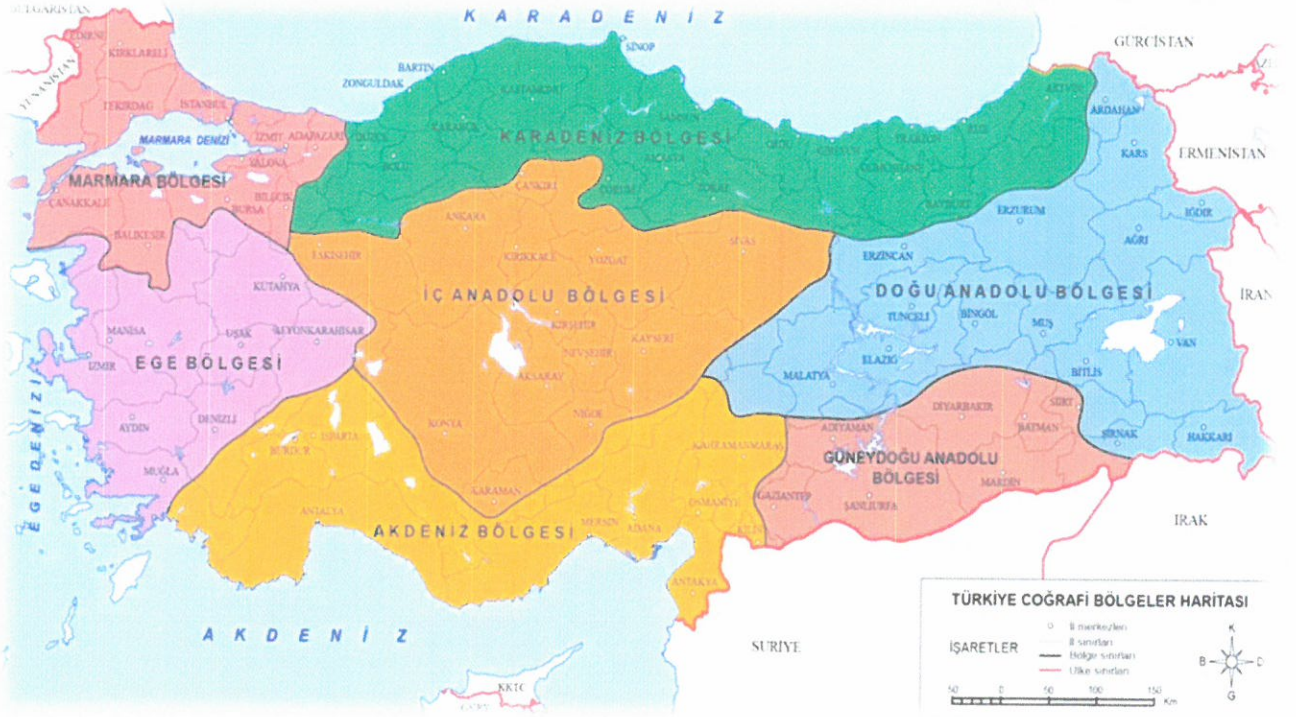 BULGARİSTAN
KARADENİZ
GÜRCİSTAN
EDİRNE
KIRKLARELİ
YUNANİSTAN
SİNOP
BARTIN
ZONGULDAK
KASTAMONU
ARTVİN
ARDAHAN
TEKİRDAĞ
İSTANBUL
MARMARA DENİZİ
İZMİT
ADAPAZARI
DÜZCE
KARABÜK
SAMSUN
KARADENİZ BÖLGESİ
ORDU
TRABZON
RİZE
KARS
ERMENİSTAN
YALOVA
BOLU
AMASYA
GÜMÜŞHANE
MARMARA BÖLGESİ
ÇANKIRI
ÇORUM
TOKAT
ÇANAKKALE
BURSA
BİLECİK
BAYBURT
ERZURUM
IĞDIR
ANKARA
BALIKESİR
ESKİŞEHİR
KIRIKKALE
YOZGAT
SİVAS
ERZİNCAN
AĞRI
KÜTAHYA
İÇ ANADOLU BÖLGESİ
DOĞU ANADOLU BÖLGESİ
İRAN
TUNCELİ
BİNGÖL
MUŞ
MANİSA
UŞAK
AFYONKARAHİSAR
KIRŞEHİR
KAYSERİ
VAN
İZMİR
EGE BÖLGESİ
NEVŞEHİR
ELAZIĞ
BİTLİS
AKSARAY
MALATYA
EGE DENİZİ
AYDIN
DENİZLİ
NİĞDE
DİYARBAKIR
SİİRT
KONYA
ISPARTA
BURDUR
KAHRAMANMARAŞ
ADIYAMAN
BATMAN
ŞIRNAK
HAKKARİ
GÜNEYDOĞU ANADOLU
BÖLGESİ
MUĞLA
KARAMAN
GAZİANTEP
ŞANLIURFA
MARDİN
ANTALYA
AKDENİZ BÖLGESİ
MERSİN
ADANA
OSMANİYE
KİLİS
IRAK
ANTAKYA
AKDENİZ
SURİYE
KKTC
TÜRKİYE COĞRAFİ BÖLGELER HARİTASI
İŞARETLER
İl merkezleri
İl sınırları
Bölge sınırları
Ülke sınırları
K
B
D
G
50 0 50 100 150
Km